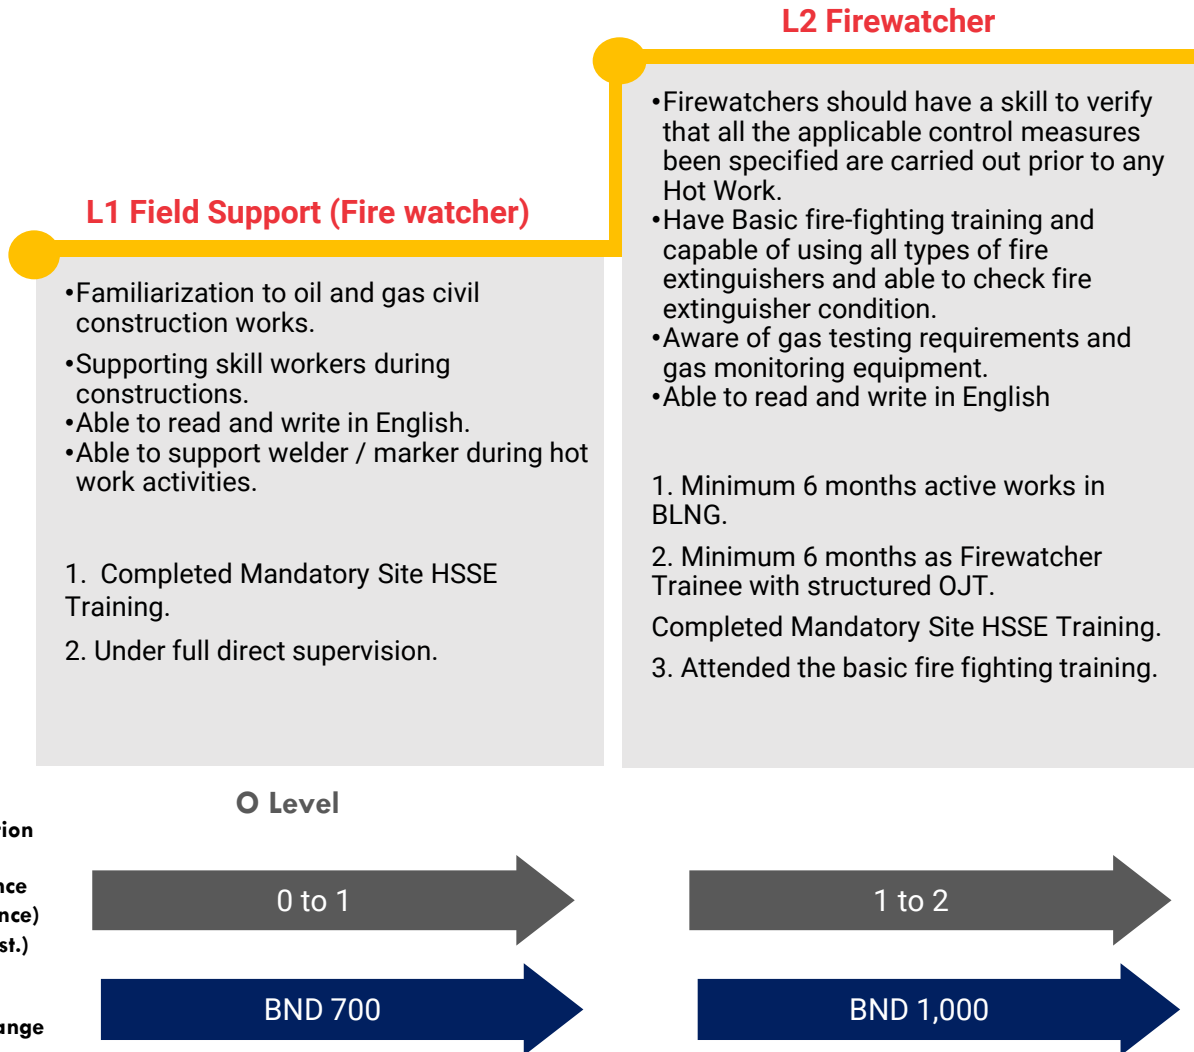 L2 Firewatcher
•Firewatchers should have a skill to verify
that all the applicable control measures
been specified are carried out prior to any
Hot Work.
•Have Basic fire-fighting training and
capable of using all types of fire
extinguishers and able to check fire
extinguisher condition.
•Aware of gas testing requirements and
gas monitoring equipment.
•Able to read and write in English
1. Minimum 6 months active works in
BLNG.
2. Minimum 6 months as Firewatcher
Trainee with structured OJT.
Completed Mandatory Site HSSE Training.
3. Attended the basic fire fighting training.
L1 Field Support (Fire watcher)
•Familiarization to oil and gas civil
construction works.
•Supporting skill workers during
constructions.
•Able to read and write in English.
•Able to support welder / marker during hot
work activities.
1. Completed Mandatory Site HSSE
Training.
2. Under full direct supervision.
O Level
tion
nce
nce)
st.)
0 to 1
1 to 2
ange
BND 700
BND 1,000